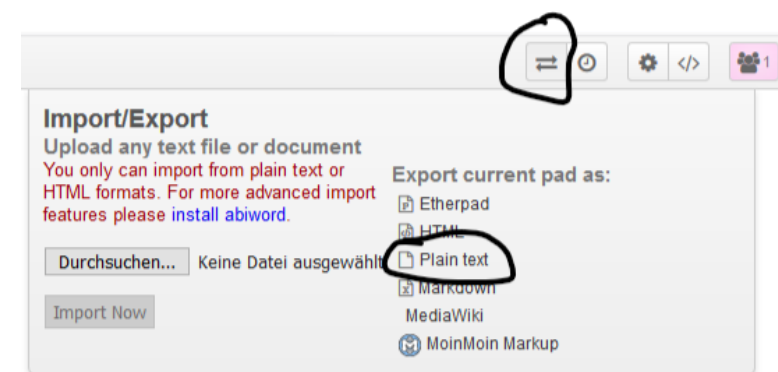 </> 1
Import/Export
Upload any text file or document
You only can import from plain text or
HTML formats. For more advanced import
features please install abiword.
Durchsuchen... Keine Datei ausgewählt
Import Now
Export current pad as:
Etherpad
HTML
Plain text
Markdown
MediaWiki
MoinMoin Markup